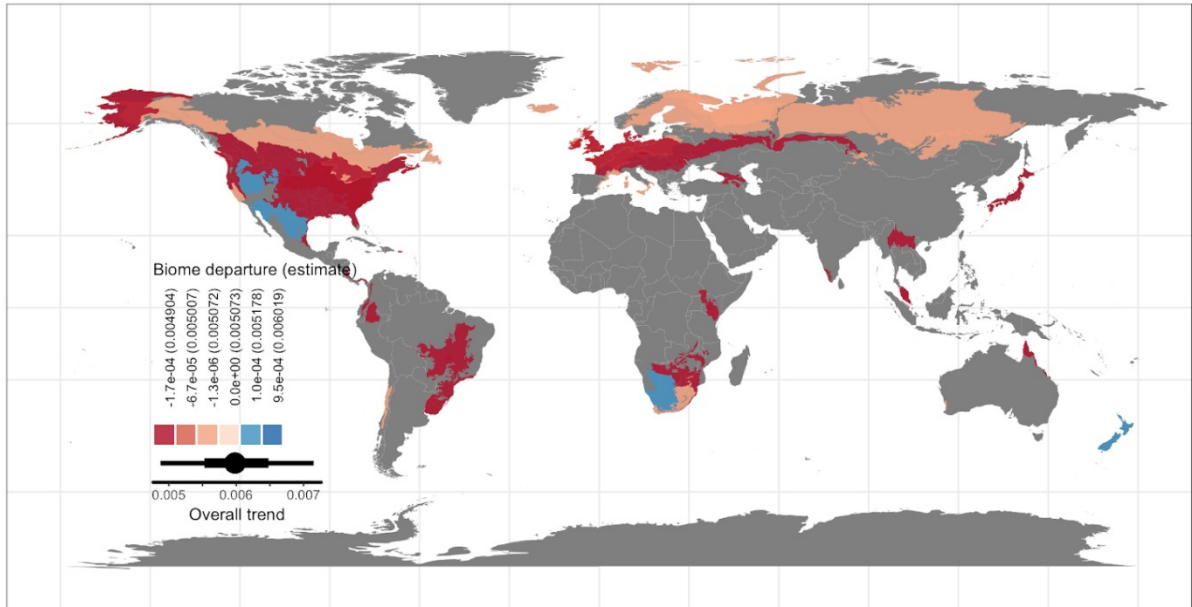 Biome departure (estimate)
-1.7e-04 (0.004904)
-6.7e-05 (0.005007)
-1.3e-06 (0.005072)
0.0e+00 (0.005073)
1.0e-04 (0.005178)
9.5e-04 (0.006019)
0.005 0.006 0.007
Overall trend